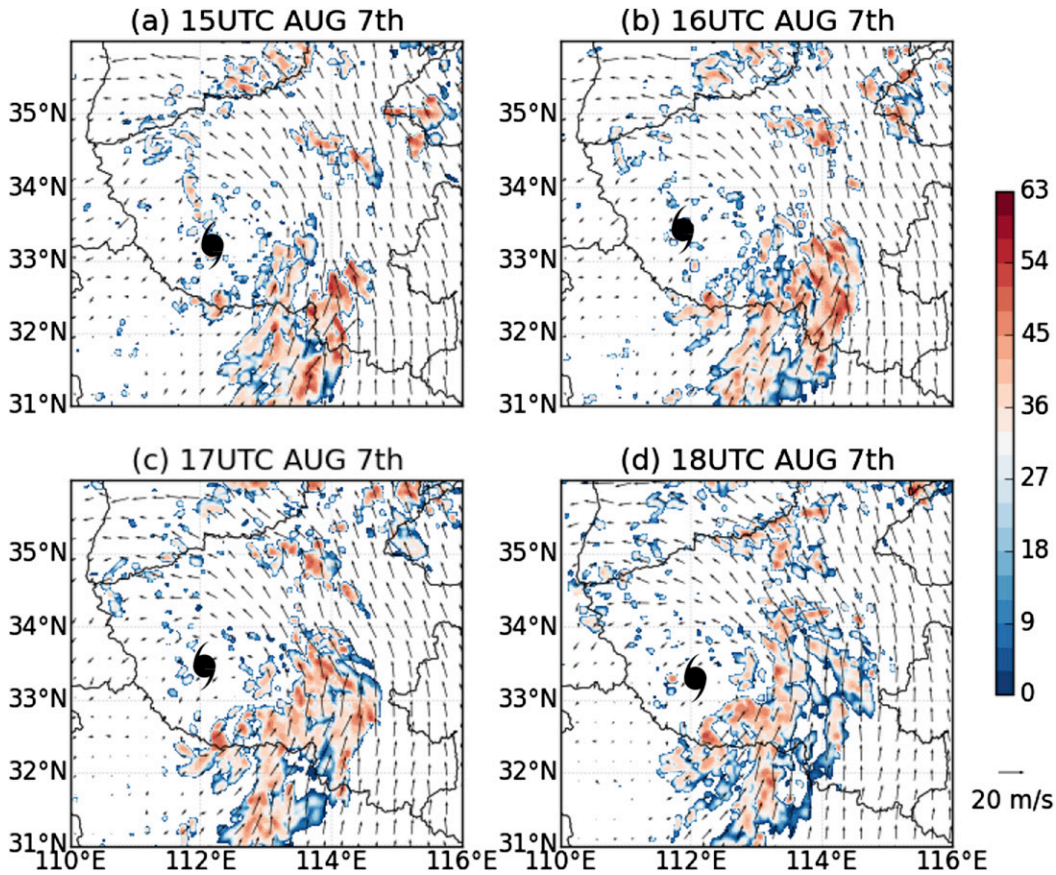 (a) 15UTC AUG 7th
(b) 16UTC AUG 7th
35°N
34°N
33°N
32°N
31°N
35°N
34°N
33°N
32°N
31°N
63
54
45
36
27
18
9
0
20 m/s
(c) 17UTC AUG 7th
(d) 18UTC AUG 7th
35°N
34°N
33°N
32°N
31°N
110°E
112°E
114°E
116°E
35°N
34°N
33°N
32°N
31°N
110°E
112°E
114°E
116°E